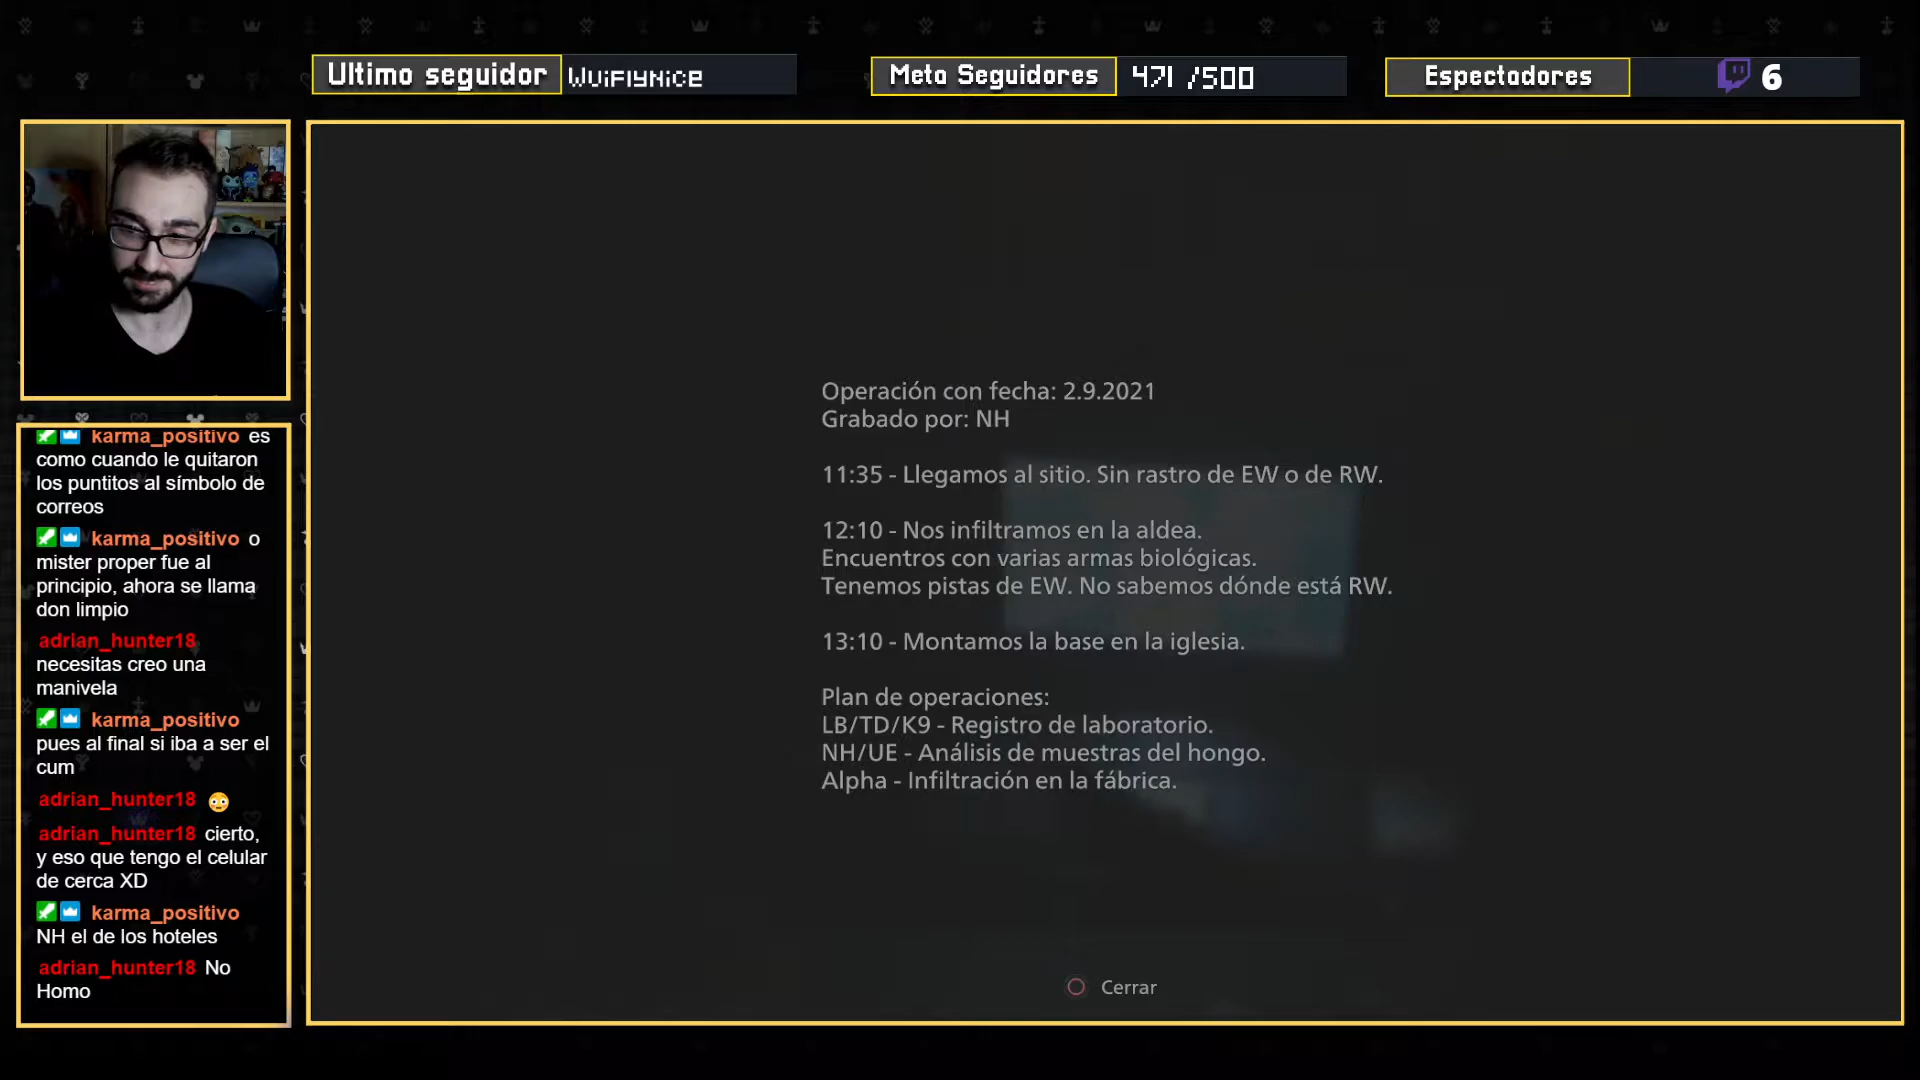 Ultimo seguidor WuiFlyNice
Meta Seguidores 471 /500
Espectadores 6
karma_positivo es
como cuando le quitaron
los puntitos al símbolo de
correos
karma_positivo o
mister proper fue al
principio, ahora se llama
don limpio
adrian_hunter18
necesitas creo una
manivela
karma_positivo
pues al final si iba a ser el
cum
adrian_hunter18 😳
adrian_hunter18 cierto,
y eso que tengo el celular
de cerca XD
karma_positivo
NH el de los hoteles
adrian_hunter18 No
Homo
Operación con fecha: 2.9.2021
Grabado por: NH
11:35 - Llegamos al sitio. Sin rastro de EW o de RW.
12:10 - Nos infiltramos en la aldea.
Encuentros con varias armas biológicas.
Tenemos pistas de EW. No sabemos dónde está RW.
13:10 - Montamos la base en la iglesia.
Plan de operaciones:
LB/TD/K9 - Registro de laboratorio.
NH/UE - Análisis de muestras del hongo.
Alpha - Infiltración en la fábrica.
Cerrar